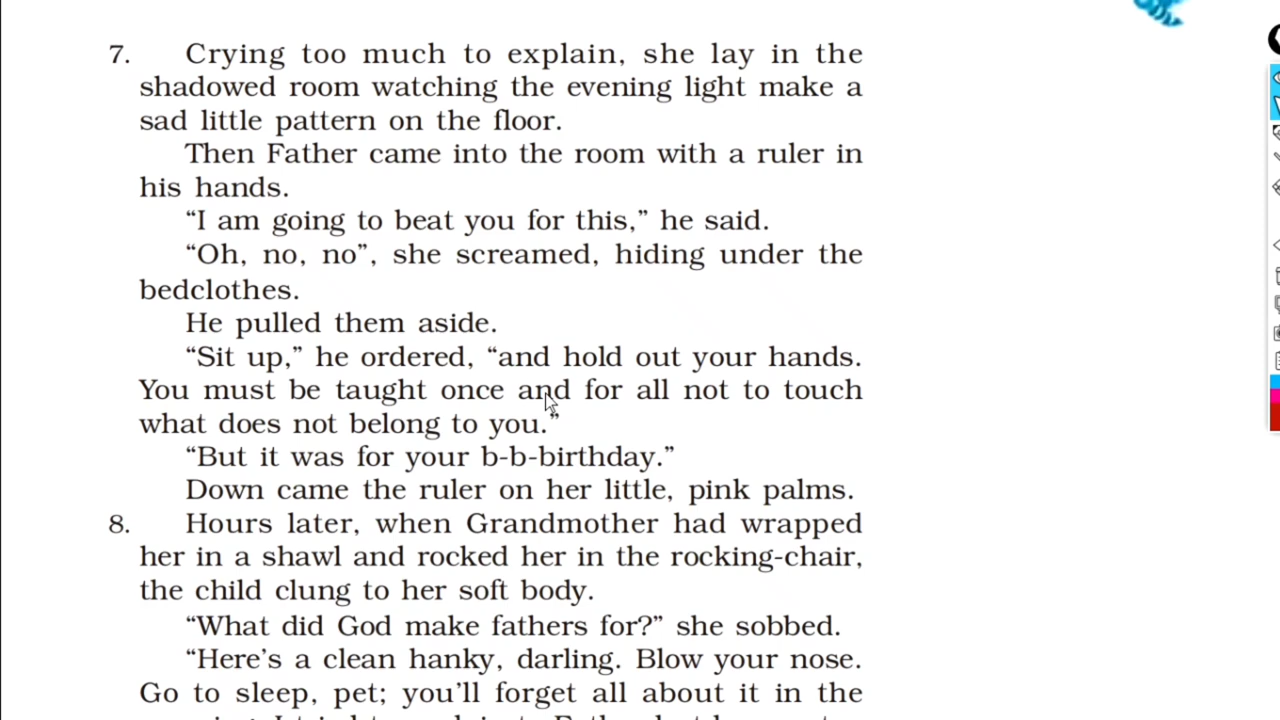 7. Crying too much to explain, she lay in the
shadowed room watching the evening light make a
sad little pattern on the floor.
Then Father came into the room with a ruler in
his hands.
“I am going to beat you for this,” he said.
“Oh, no, no”, she screamed, hiding under the
bedclothes.
He pulled them aside.
“Sit up,” he ordered, “and hold out your hands.
You must be taught once and for all not to touch
what does not belong to you.”
“But it was for your b-b-birthday.”
Down came the ruler on her little, pink palms.
8. Hours later, when Grandmother had wrapped
her in a shawl and rocked her in the rocking-chair,
the child clung to her soft body.
“What did God make fathers for?” she sobbed.
“Here’s a clean hanky, darling. Blow your nose.
Go to sleep, pet; you’ll forget all about it in the